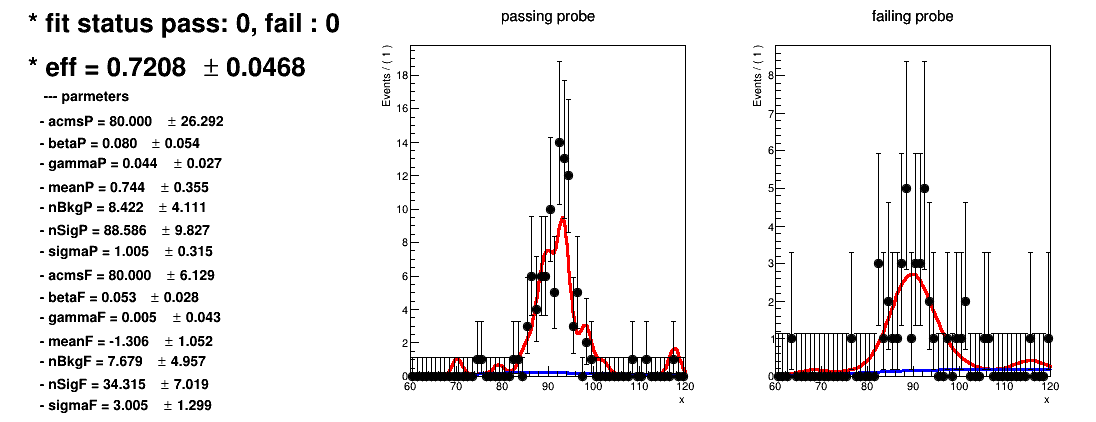 * fit status pass: 0, fail : 0
* eff = 0.7208 ± 0.0468
--- parmeters
- acmsP = 80.000 ± 26.292
- betaP = 0.080 ± 0.054
- gammaP = 0.044 ± 0.027
- meanP = 0.744 ± 0.355
- nBkgP = 8.422 ± 4.111
- nSigP = 88.586 ± 9.827
- sigmaP = 1.005 ± 0.315
- acmsF = 80.000 ± 6.129
- betaF = 0.053 ± 0.028
- gammaF = 0.005 ± 0.043
- meanF = -1.306 ± 1.052
- nBkgF = 7.679 ± 4.957
- nSigF = 34.315 ± 7.019
- sigmaF = 3.005 ± 1.299
passing probe
Events / ( 1 )
18
16
14
12
10
8
6
4
2
0
60 70 80 90 100 110 120
x
failing probe
Events / ( 1 )
8
7
6
5
4
3
2
1
0
60 70 80 90 100 110 120
x